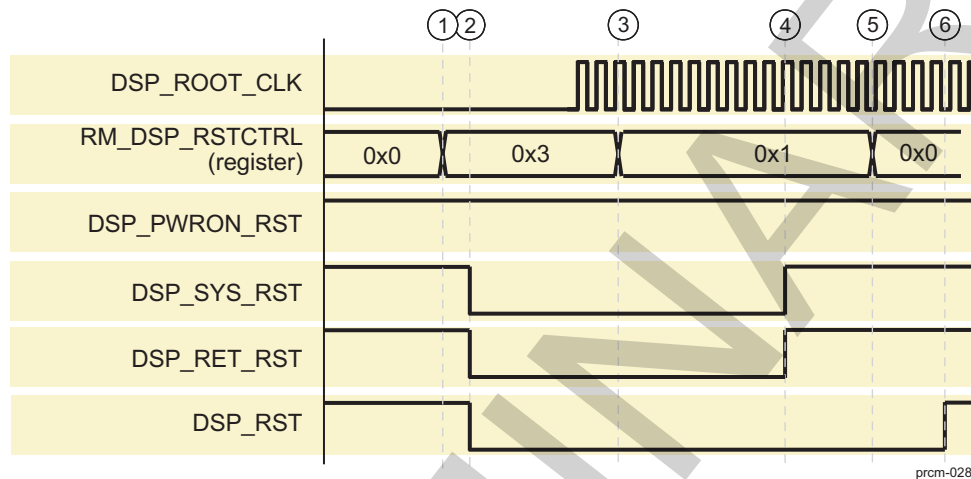 1 2 3 4 5 6
DSP_ROOT_CLK
RM_DSP_RSTCTRL
(register)
0x0 0x3 0x1 0x0
DSP_PWRON_RST
DSP_SYS_RST
DSP_RET_RST
DSP_RST
prcm-028